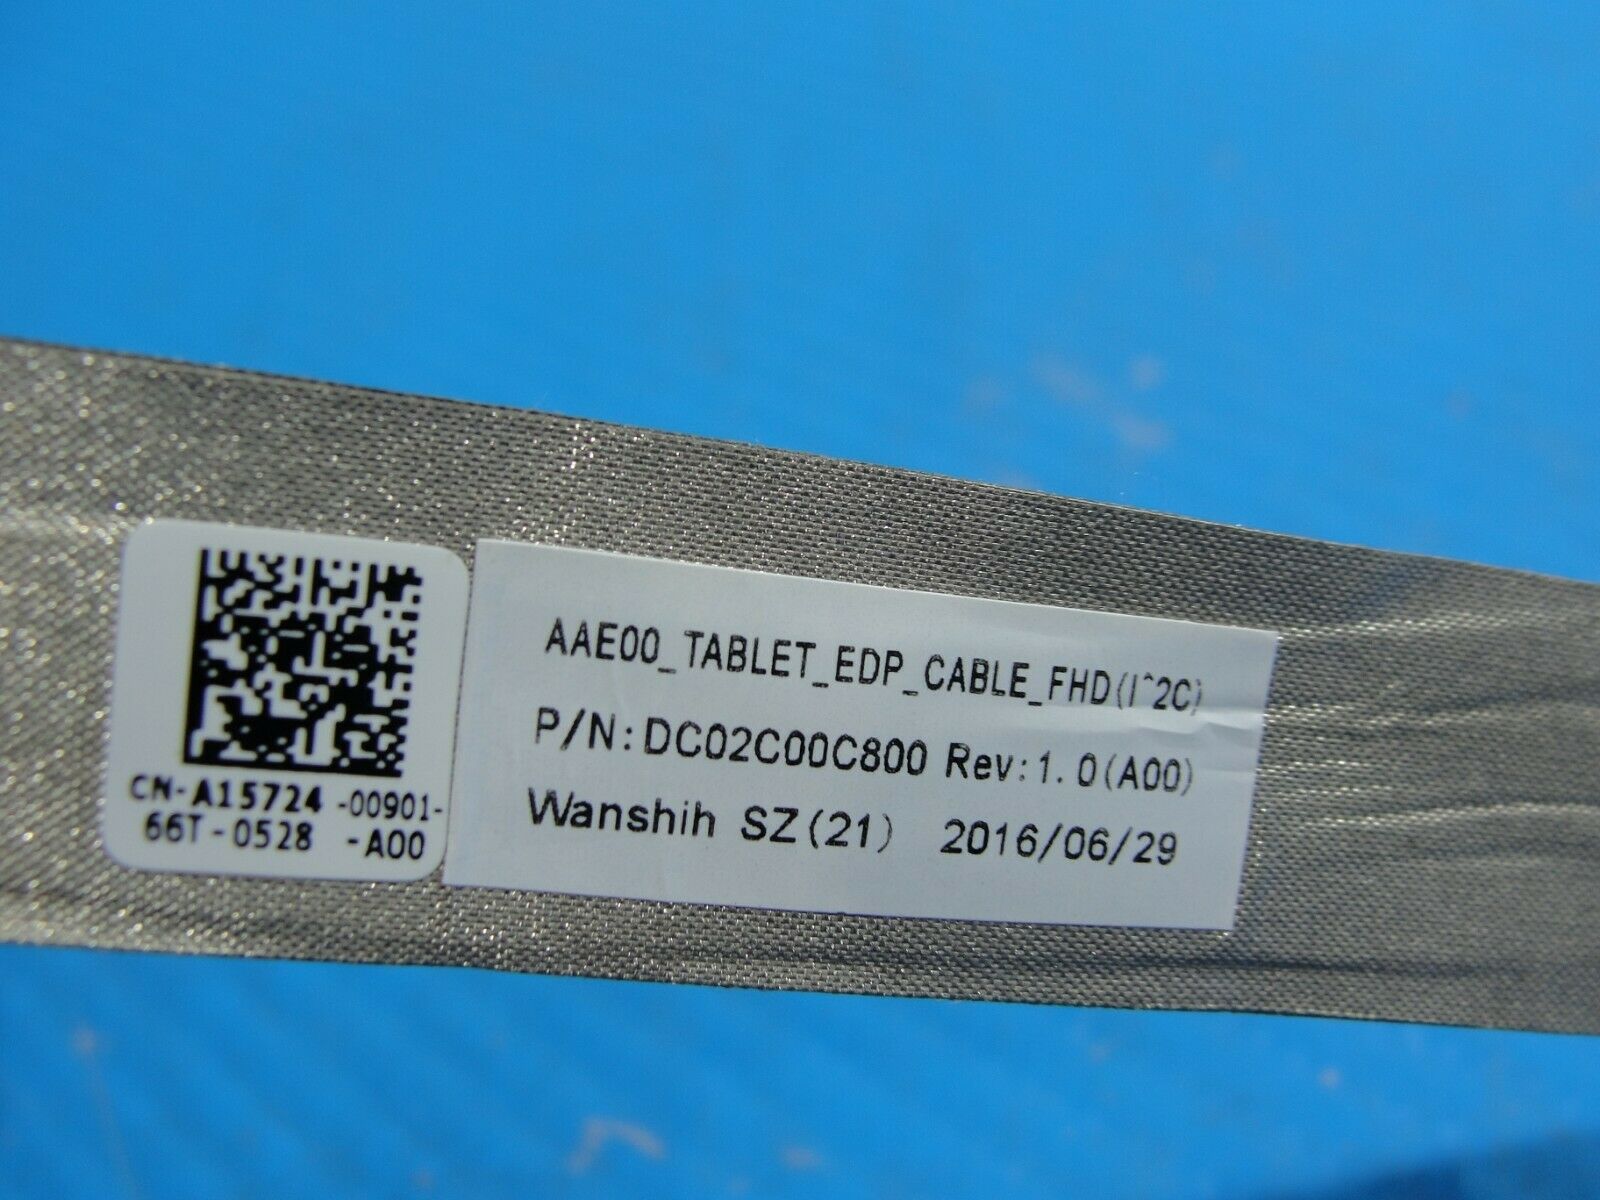 CN-A15724-00901-
66T-0528 -A00
AAE00_TABLET_EDP_CABLE_FHD(I^2C)
P/N:DC02C00C800 Rev:1.0(A00)
Wanshih SZ(21) 2016/06/29